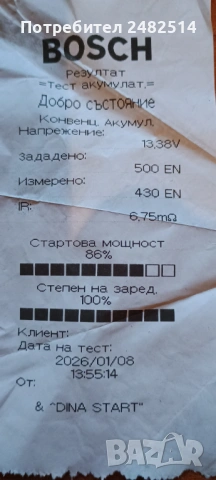 Потребител 2482514
BOSCH
Резултат
=Тест акумулат.=
Добро състояние
Конвенц. Акумул.
Напрежение:
13,38V
зададено:
500 EN
Измерено:
430 EN
IR:
6,75mΩ
Стартова мощност
86%
Степен на заред.
100%
Клиент:
Дата на тест:
2026/01/08
13:55:14
От:
& "DINA START"
bazar.bg